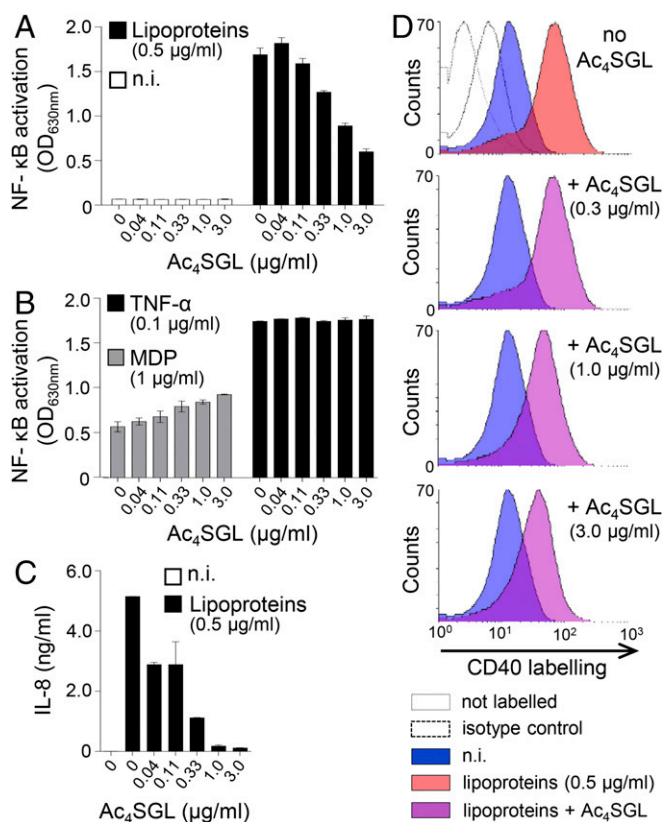 A
Lipoproteins
(0.5 µg/ml)
n.i.
NF- κB activation
(OD630nm)
2.0
1.5
1.0
0.5
0
0 0.04 0.11 0.33 1.0 3.0 0 0.04 0.11 0.33 1.0 3.0
Ac4SGL (µg/ml)
B
TNF-α
(0.1 µg/ml)
MDP
(1 µg/ml)
NF- κB activation
(OD630nm)
2.0
1.5
1.0
0.5
0
0 0.04 0.11 0.33 1.0 3.0 0 0.04 0.11 0.33 1.0 3.0
Ac4SGL (µg/ml)
C
n.i.
Lipoproteins
(0.5 µg/ml)
IL-8 (ng/ml)
6.0
4.0
2.0
0
0 0 0.04 0.11 0.33 1.0 3.0
Ac4SGL (µg/ml)
D
70
Counts
0
no
Ac4SGL
70
Counts
0
+ Ac4SGL
(0.3 µg/ml)
70
Counts
0
+ Ac4SGL
(1.0 µg/ml)
70
Counts
0
+ Ac4SGL
(3.0 µg/ml)
10⁰ 10¹ 10² 10³
CD40 labelling
not labelled
isotype control
n.i.
lipoproteins (0.5 µg/ml)
lipoproteins + Ac4SGL